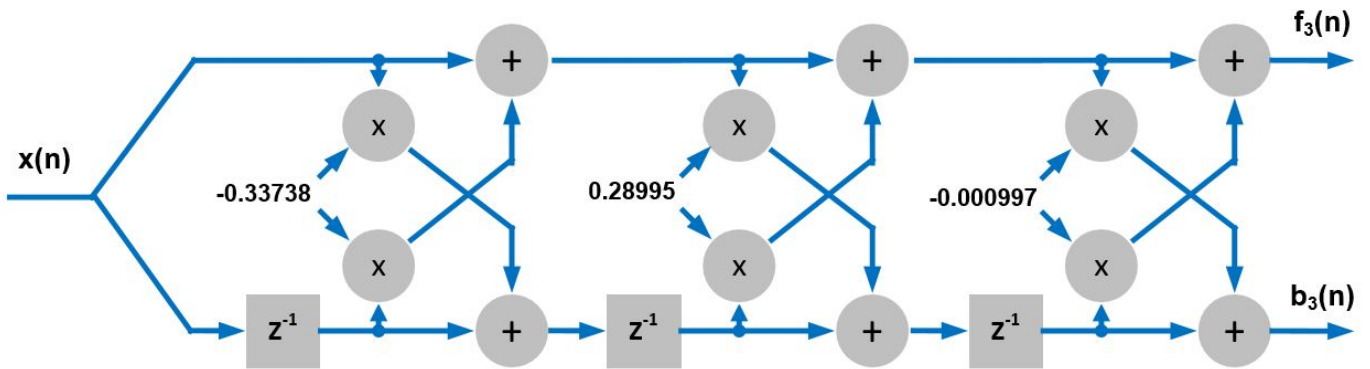 f₃(n)
+ + +
x x x
x(n)
-0.33738 0.28995 -0.000997
x x x
b₃(n)
z⁻¹ + z⁻¹ + z⁻¹ +